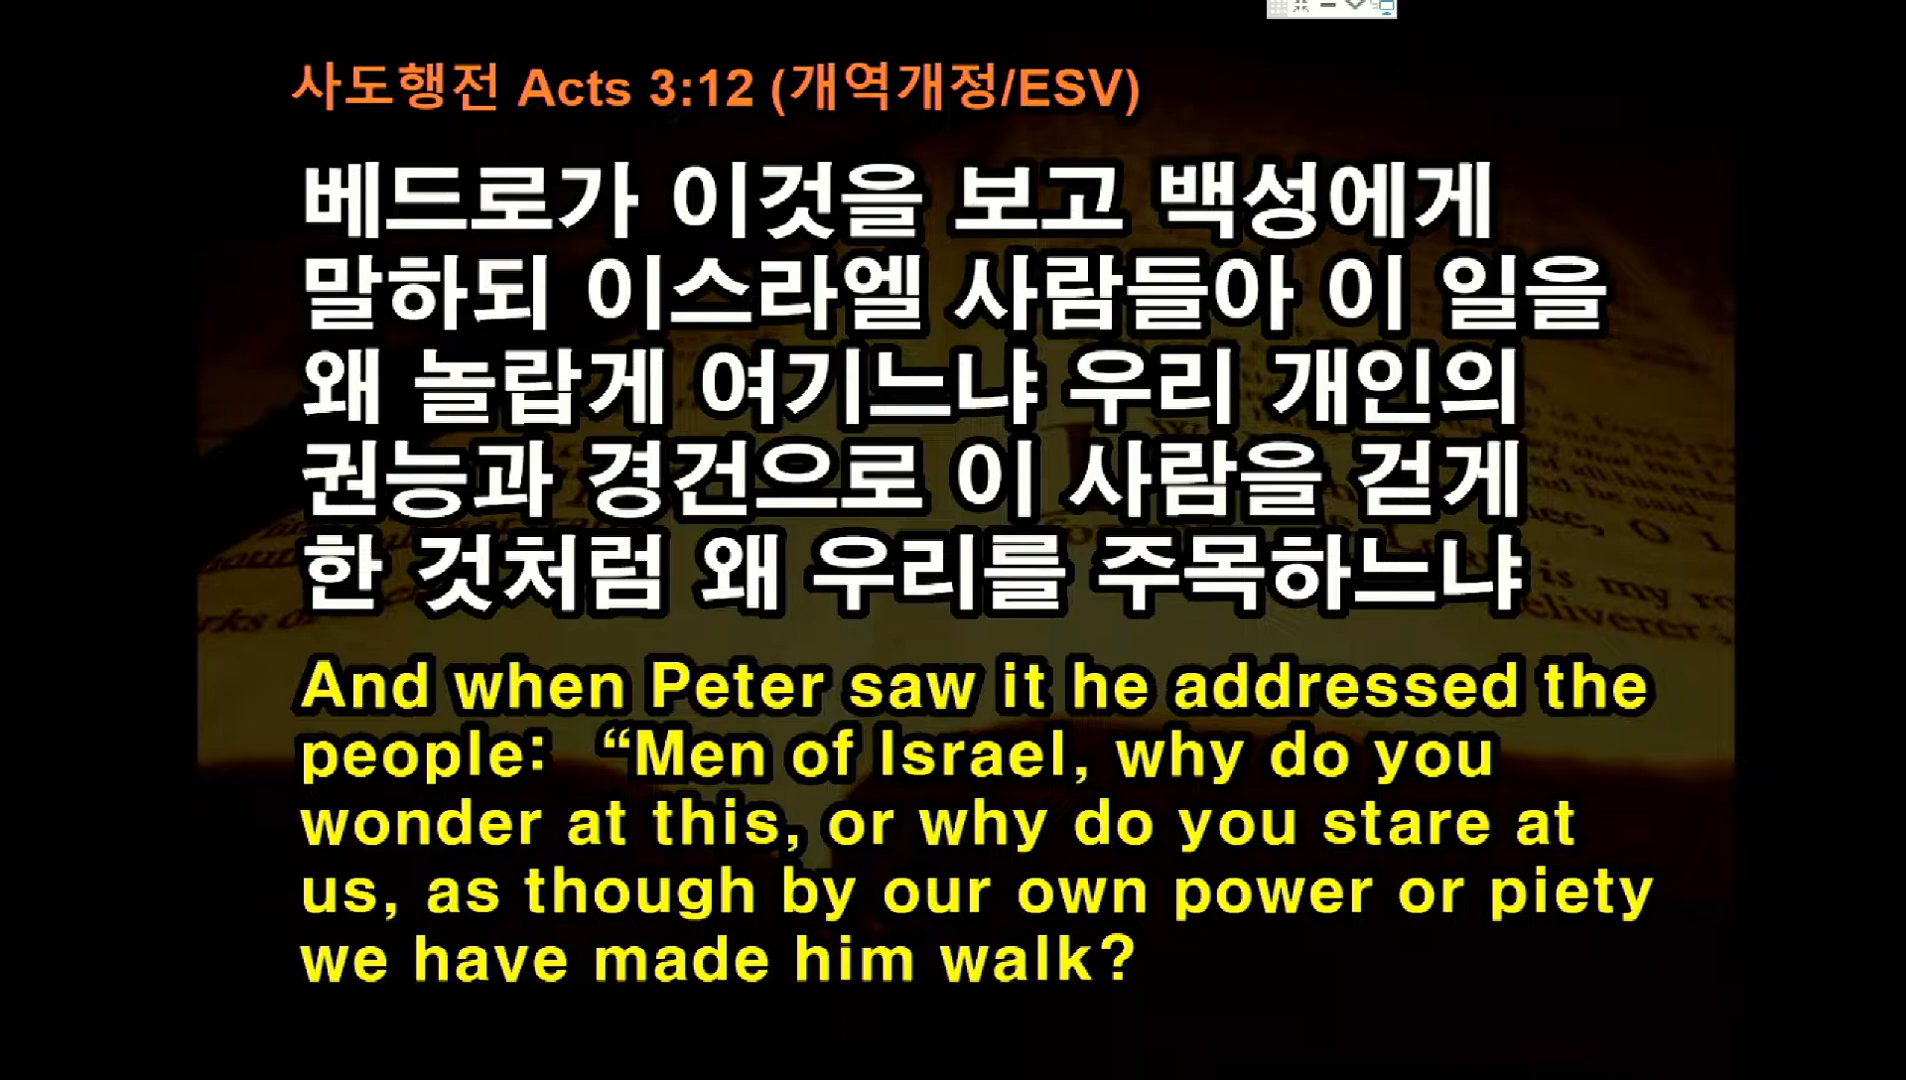 사도행전 Acts 3:12 (개역개정/ESV)
베드로가 이것을 보고 백성에게
말하되 이스라엘 사람들아 이 일을
왜 놀랍게 여기느냐 우리 개인의
권능과 경건으로 이 사람을 걷게
한 것처럼 왜 우리를 주목하느냐
And when Peter saw it he addressed the
people: “Men of Israel, why do you
wonder at this, or why do you stare at
us, as though by our own power or piety
we have made him walk?